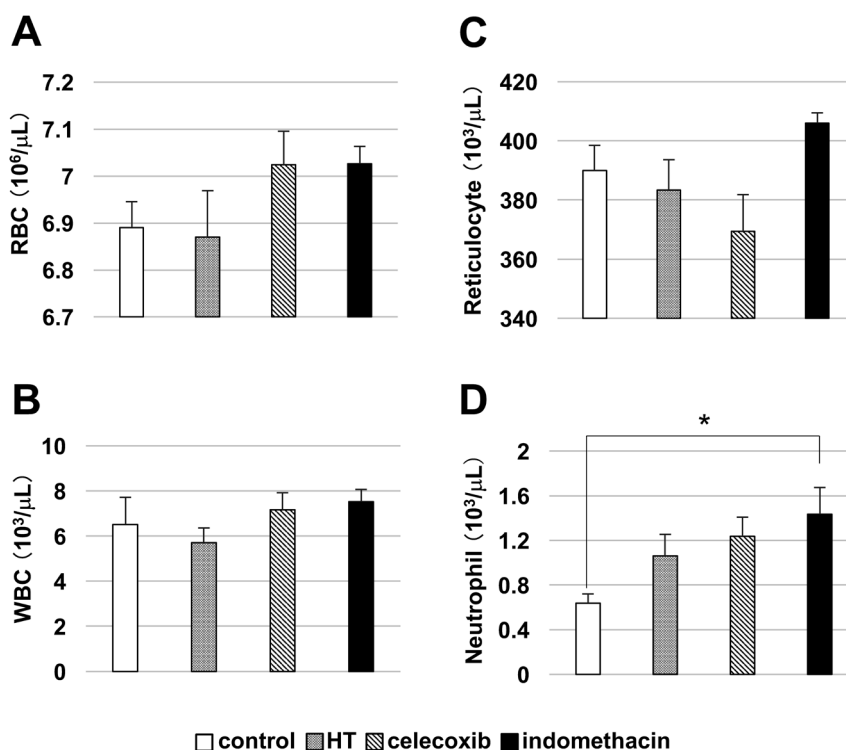 A
RBC (10⁶/μL)
7.2
7.1
7
6.9
6.8
6.7
C
Reticulocyte (10³/μL)
420
400
380
360
340
B
WBC (10³/μL)
10
8
6
4
2
0
D
*
Neutrophil (10³/μL)
2
1.6
1.2
0.8
0.4
0
control HT celecoxib indomethacin